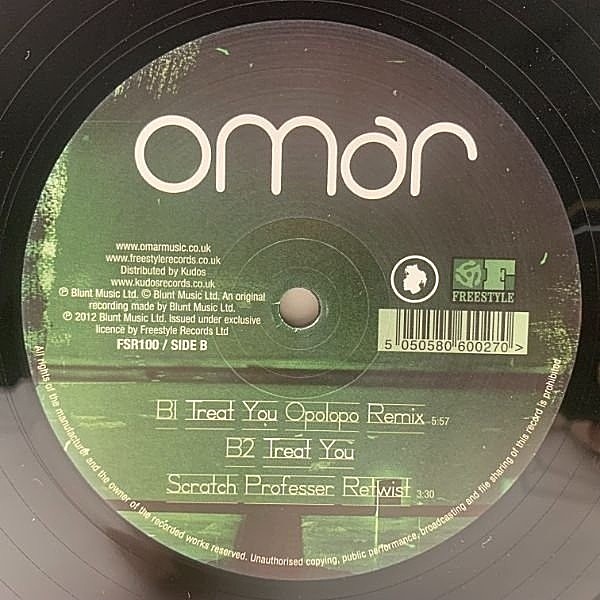 omar
www.omarmusic.co.uk
www.freestylerecords.co.uk
Distributed by Kudos
www.kudosrecords.co.uk
℗ Blunt Music Ltd. © Blunt Music Ltd. An original
recording made by Blunt Music Ltd.
℗ 2012 Blunt Music Ltd. Issued under exclusive
licence by Freestyle Records Ltd
FSR100 / SIDE B
FREESTYLE
5 050580 600270 >
B1 Treat You Opolopo Remix 5:57
B2 Treat You
Scratch Professer Retwist 3:30
All rights of the manufacturer and the owner of the recorded works reserved. Unauthorised copying, public performance, broadcasting and file sharing of this record is prohibited.